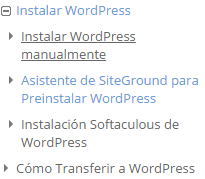 Instalar WordPress
Instalar WordPress
manualmente
Asistente de SiteGround para
Preinstalar WordPress
Instalación Softaculous de
WordPress
Cómo Transferir a WordPress